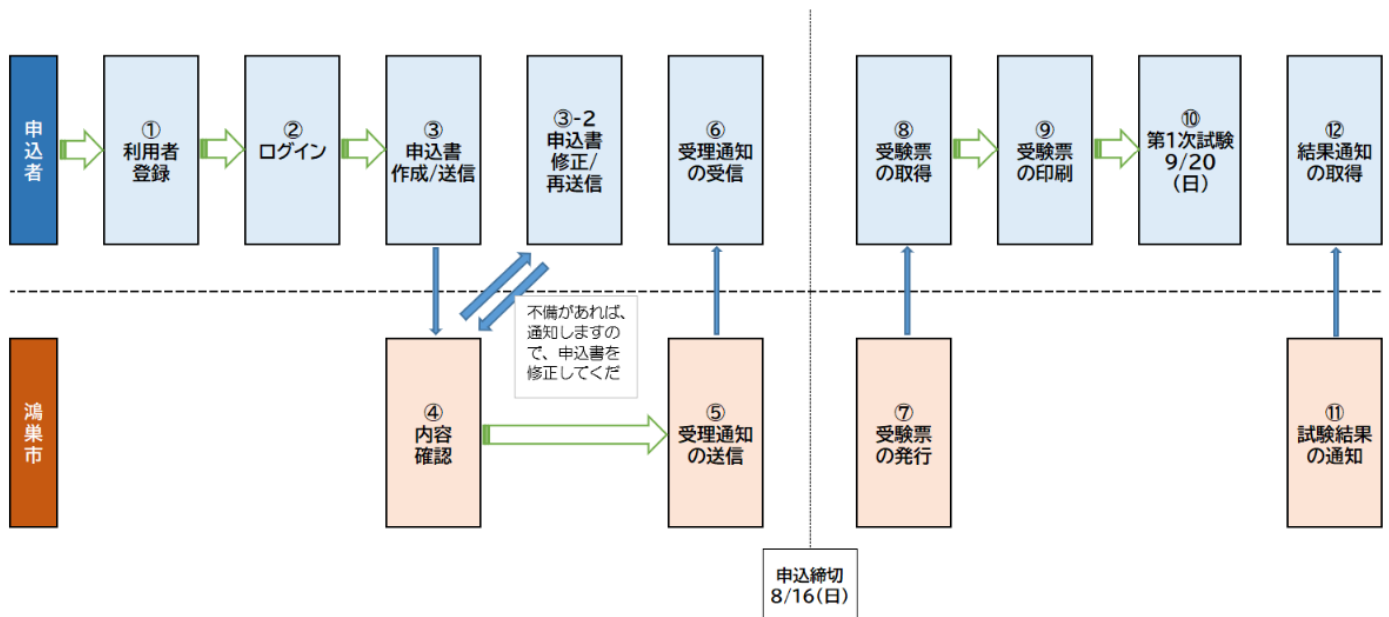 申込者
①
利用者
登録
②
ログイン
③
申込書
作成/送信
③-2
申込書
修正/
再送信
⑥
受理通知
の受信
⑧
受験票
の取得
⑨
受験票
の印刷
⑩
第1次試験
9/20
(日)
⑫
結果通知
の取得
不備があれば、
通知しますの
で、申込書を
修正してくだ
鴻巣市
④
内容
確認
⑤
受理通知
の送信
⑦
受験票
の発行
⑪
試験結果
の通知
申込締切
8/16(日)